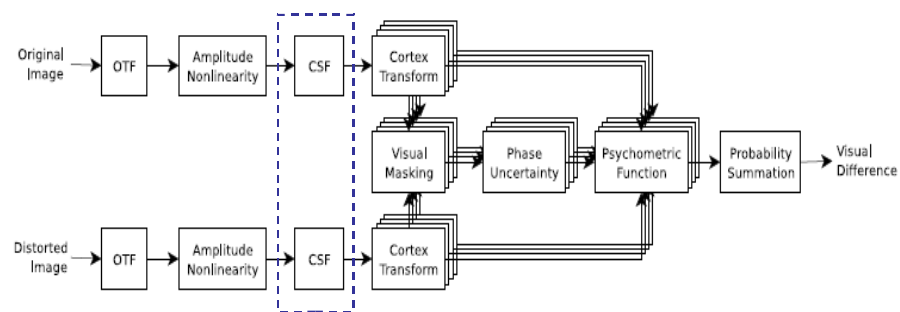 Original
Image
OTF
Amplitude
Nonlinearity
CSF
Cortex
Transform
Visual
Masking
Phase
Uncertainty
Psychometric
Function
Probability
Summation
Visual
Difference
Distorted
Image
OTF
Amplitude
Nonlinearity
CSF
Cortex
Transform